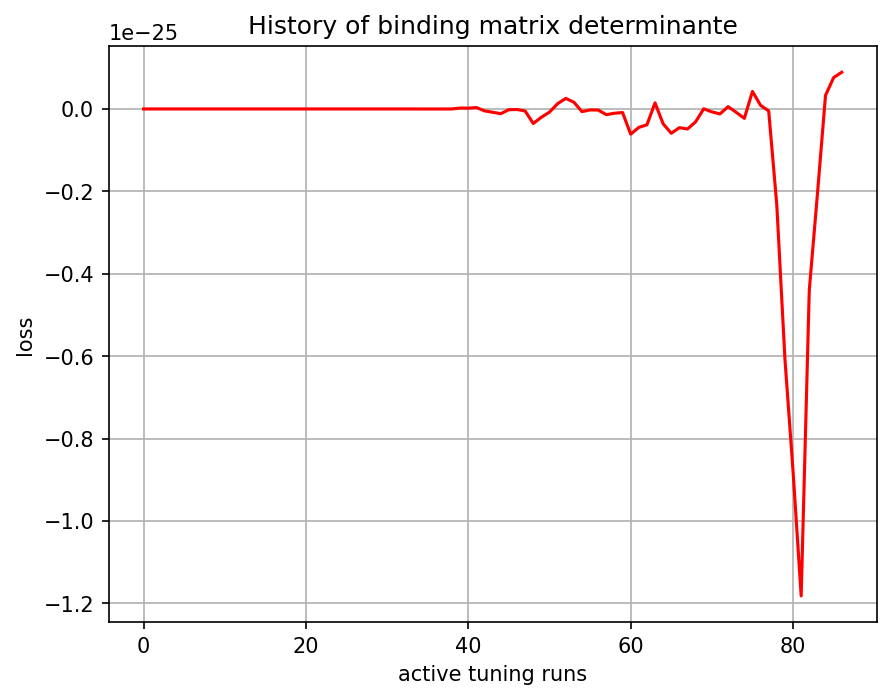 History of binding matrix determinante
1e−25
0.0
−0.2
−0.4
−0.6
−0.8
−1.0
−1.2
loss
0 20 40 60 80
active tuning runs